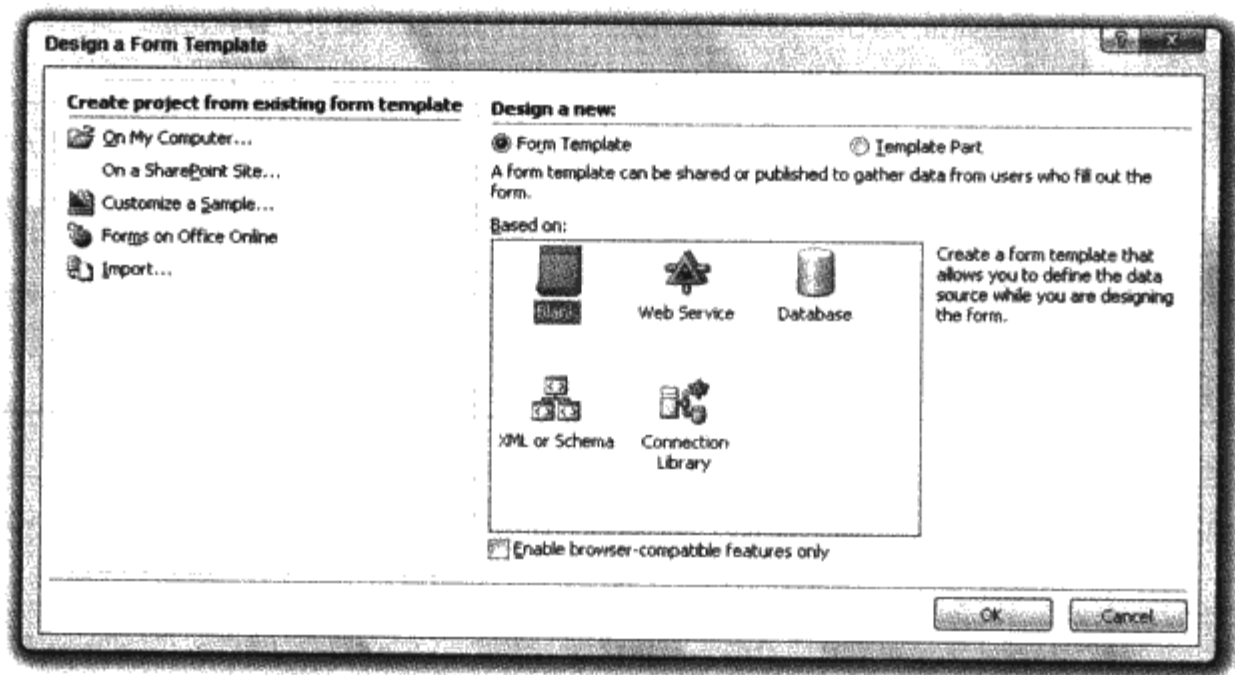 Design a Form Template
Create project from existing form template
On My Computer...
On a SharePoint Site...
Customize a Sample...
Forms on Office Online
Import...
Design a new:
Form Template
Template Part
A form template can be shared or published to gather data from users who fill out the
form.
Based on:
Blank
Web Service
Database
XML or Schema
Connection
Library
Create a form template that
allows you to define the data
source while you are designing
the form.
Enable browser-compatible features only
OK
Cancel